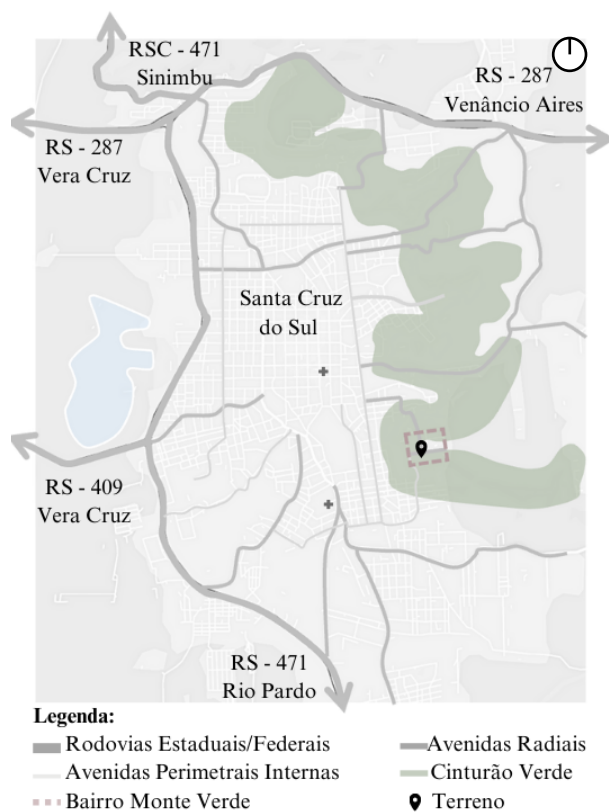 RSC - 471
Sinimbu
RS - 287
Venâncio Aires
RS - 287
Vera Cruz
Santa Cruz
do Sul
RS - 409
Vera Cruz
RS - 471
Rio Pardo
Legenda:
Rodovias Estaduais/Federais
Avenidas Radiais
Avenidas Perimetrais Internas
Cinturão Verde
Bairro Monte Verde
Terreno